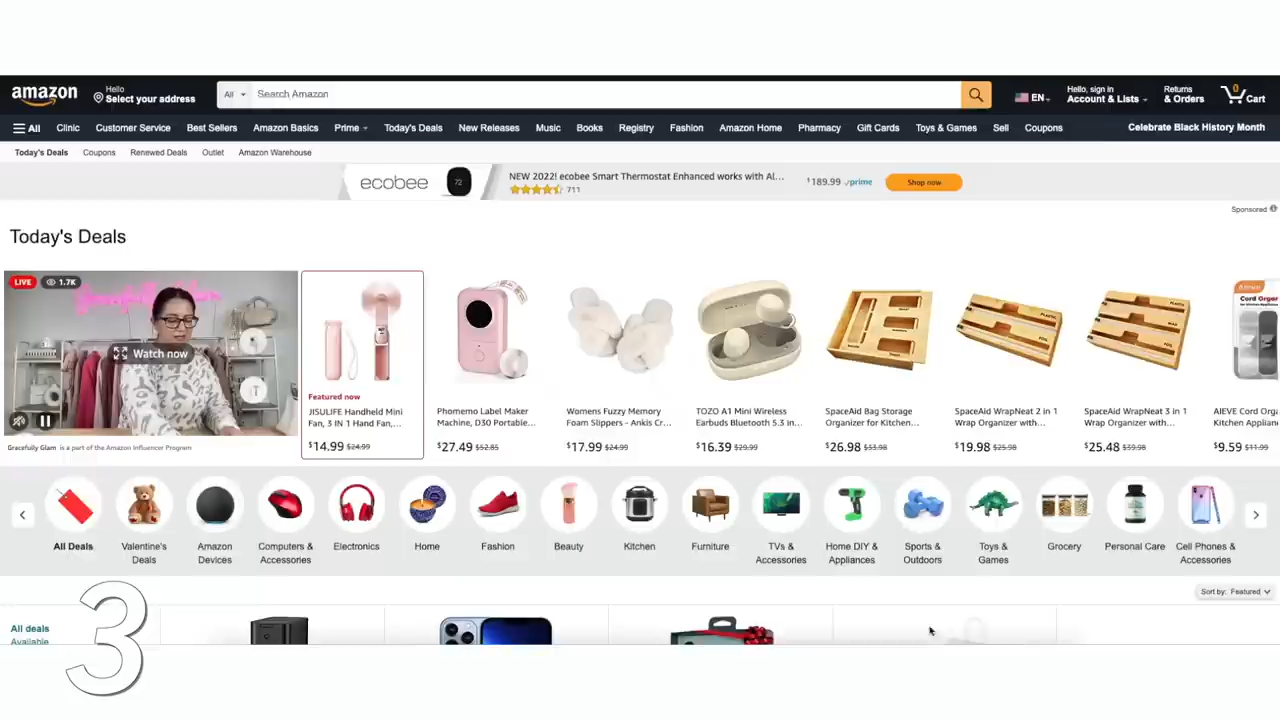 amazon
Hello
Select your address
All
Search Amazon
EN
Hello, sign in
Account & Lists
Returns
& Orders
0
Cart
All
Clinic
Customer Service
Best Sellers
Amazon Basics
Prime
Today's Deals
New Releases
Music
Books
Registry
Fashion
Amazon Home
Pharmacy
Gift Cards
Toys & Games
Sell
Coupons
Celebrate Black History Month
Today's Deals
Coupons
Renewed Deals
Outlet
Amazon Warehouse
ecobee
72
NEW 2022! ecobee Smart Thermostat Enhanced works with Al...
711
$189.99 prime
Shop now
Sponsored
Today's Deals
LIVE
1.7K
Watch now
Gracefully Glam is a part of the Amazon Influencer Program
Featured now
JISULIFE Handheld Mini
Fan, 3 IN 1 Hand Fan,...
$14.99 $24.99
Phomemo Label Maker
Machine, D30 Portable...
$27.49 $52.85
Womens Fuzzy Memory
Foam Slippers - Ankis Cr...
$17.99 $24.99
TOZO A1 Mini Wireless
Earbuds Bluetooth 5.3 in...
$16.39 $29.99
SpaceAid Bag Storage
Organizer for Kitchen...
$26.98 $33.98
SpaceAid WrapNeat 2 in 1
Wrap Organizer with...
$19.98 $25.98
SpaceAid WrapNeat 3 in 1
Wrap Organizer with...
$25.48 $39.98
Cord Orger
AIEVE Cord Orga
Kitchen Applian
$9.59 $11.99
All Deals
Valentine's
Deals
Amazon
Devices
Computers &
Accessories
Electronics
Home
Fashion
Beauty
Kitchen
Furniture
TVs &
Accessories
Home DIY &
Appliances
Sports &
Outdoors
Toys &
Games
Grocery
Personal Care
Cell Phones &
Accessories
Sort by: Featured
All deals
Available
3